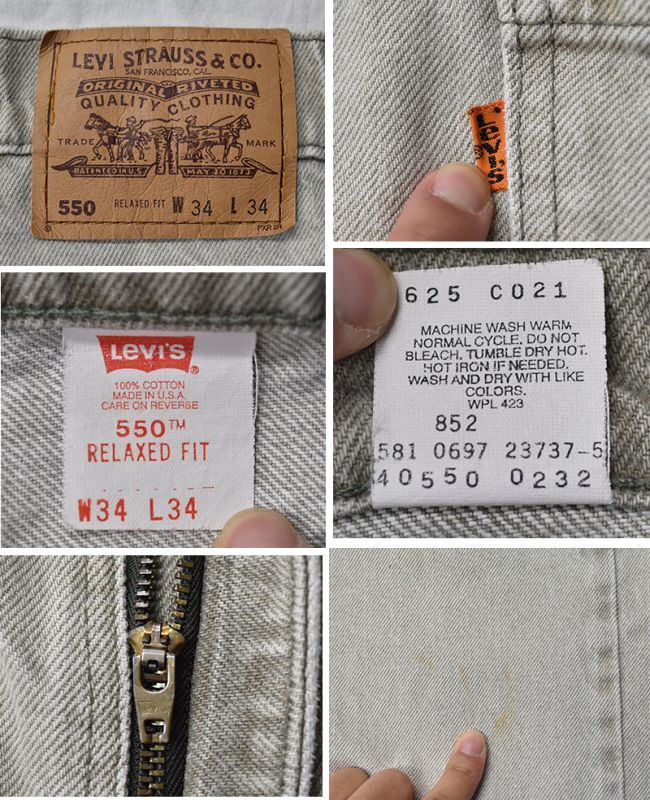 LEVI STRAUSS & CO.
SAN FRANCISCO, CAL.
ORIGINAL RIVETED
QUALITY CLOTHING
TRADE MARK
PATENTED IN U.S. MAY 20 1873
550 RELAXED FIT W 34 L 34
®
Levi's
LEVI'S®
100% COTTON
MADE IN U.S.A.
CARE ON REVERSE
550™
RELAXED FIT
W34 L34
625 C021
MACHINE WASH WARM
NORMAL CYCLE. DO NOT
BLEACH. TUMBLE DRY HOT.
HOT IRON IF NEEDED.
WASH AND DRY WITH LIKE
COLORS.
WPL 423
852
581 0697 23737-5
40550 0232